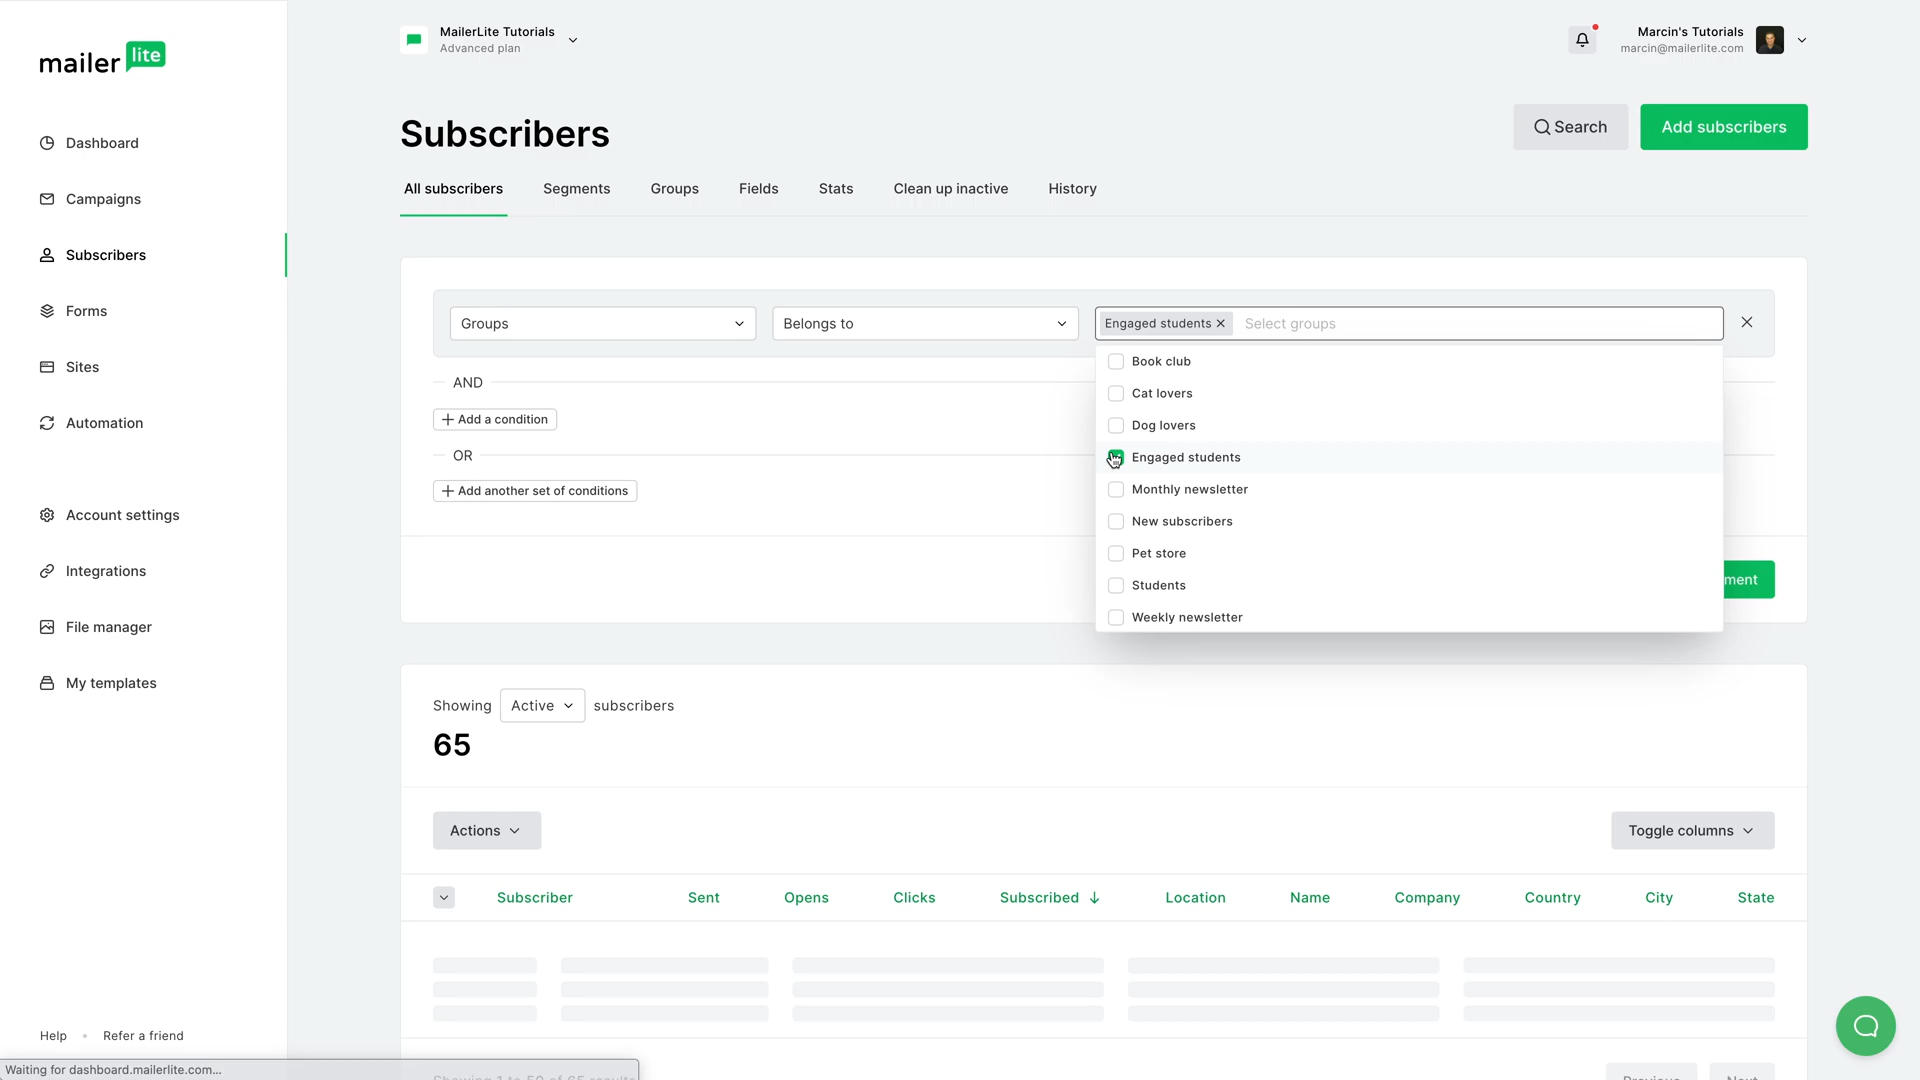 mailer lite
MailerLite Tutorials
Advanced plan
Marcin's Tutorials
marcin@mailerlite.com
Dashboard
Campaigns
Subscribers
Forms
Sites
Automation
Account settings
Integrations
File manager
My templates
Help • Refer a friend
Waiting for dashboard.mailerlite.com...
Subscribers
Search
Add subscribers
All subscribers Segments Groups Fields Stats Clean up inactive History
Groups
Belongs to
Engaged students
Select groups
Book club
Cat lovers
Dog lovers
Engaged students
Monthly newsletter
New subscribers
Pet store
Students
Weekly newsletter
AND
Add a condition
OR
Add another set of conditions
ment
Showing Active subscribers
65
Actions
Toggle columns
Subscriber Sent Opens Clicks Subscribed ↓ Location Name Company Country City State
Showing 1 to 50 of 65 results
Previous Next